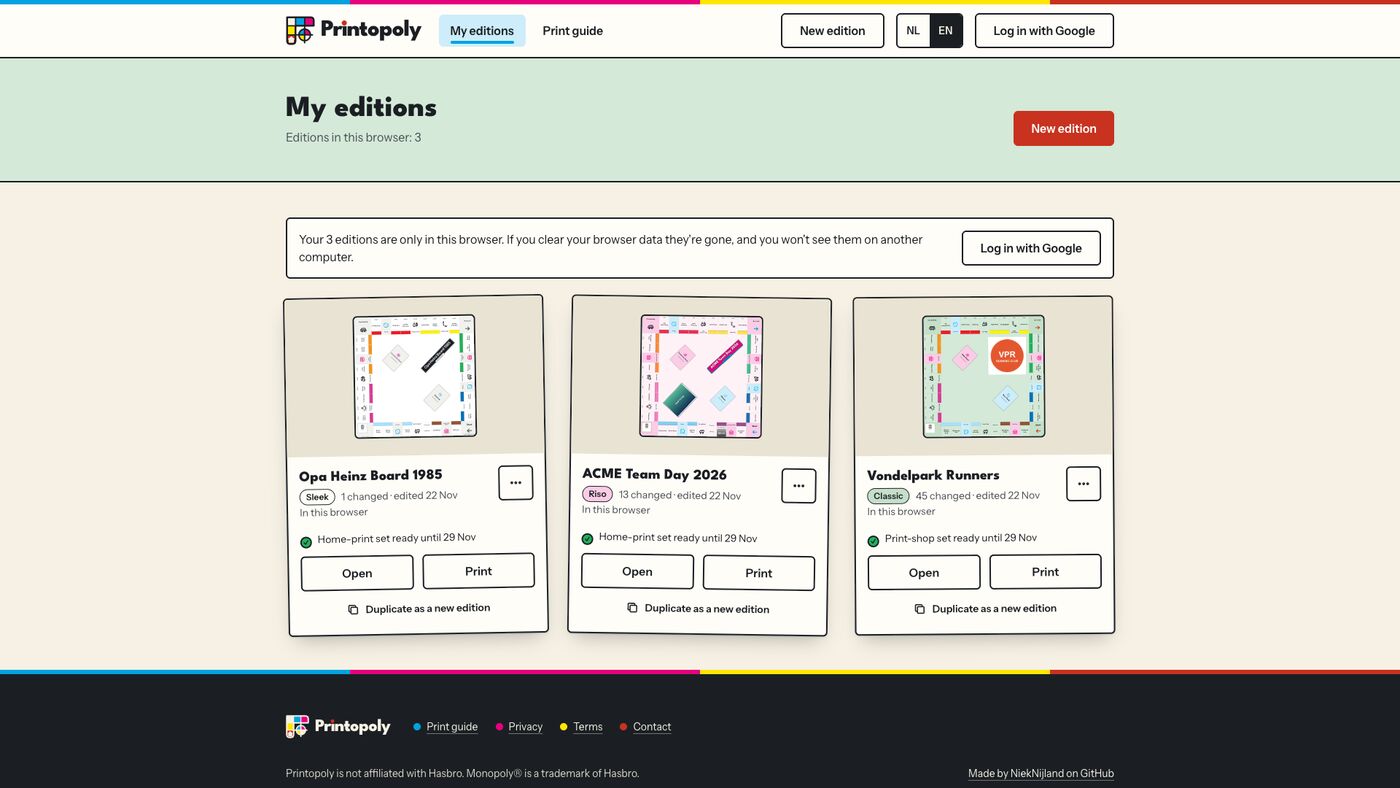 Printopoly
My editions
Print guide
New edition
NL
EN
Log in with Google
My editions
Editions in this browser: 3
New edition
Your 3 editions are only in this browser. If you clear your browser data they're gone, and you won't see them on another
computer.
Log in with Google
VPR
Opa Heinz Board 1985
...
Sleek
1 changed · edited 22 Nov
In this browser
Home-print set ready until 29 Nov
Open
Print
Duplicate as a new edition
ACME Team Day 2026
...
Riso
13 changed · edited 22 Nov
In this browser
Home-print set ready until 29 Nov
Open
Print
Duplicate as a new edition
Vondelpark Runners
...
Classic
45 changed · edited 22 Nov
In this browser
Print-shop set ready until 29 Nov
Open
Print
Duplicate as a new edition
Printopoly
Print guide
Privacy
Terms
Contact
Printopoly is not affiliated with Hasbro. Monopoly® is a trademark of Hasbro.
Made by NiekNijland on GitHub